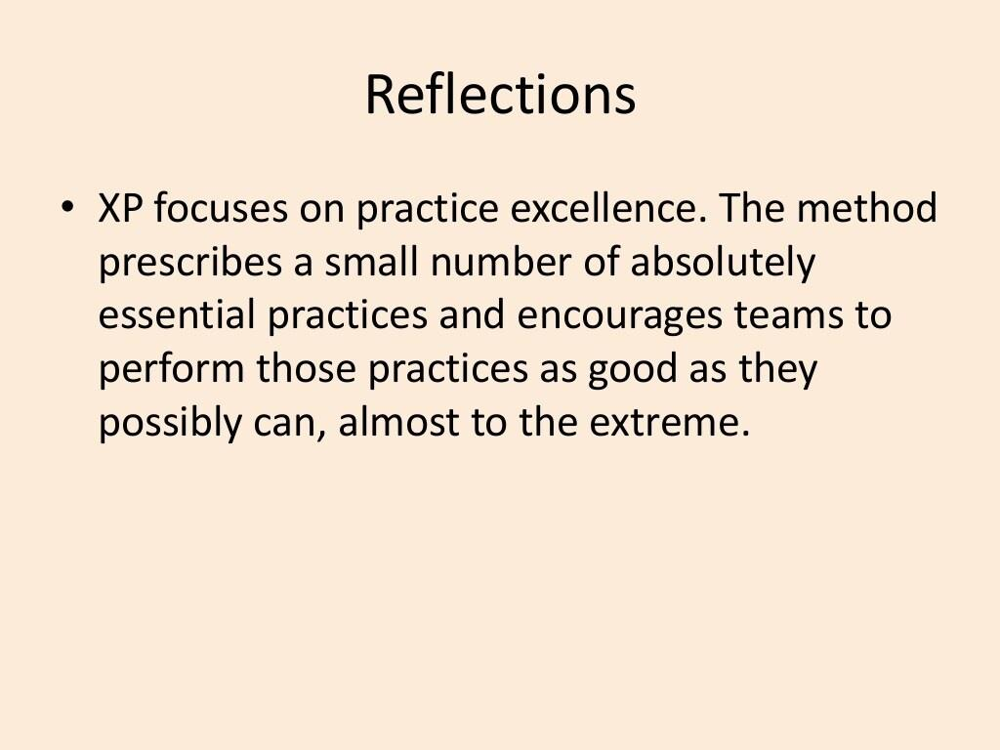 Reflections
• XP focuses on practice excellence. The method
prescribes a small number of absolutely
essential practices and encourages teams to
perform those practices as good as they
possibly can, almost to the extreme.